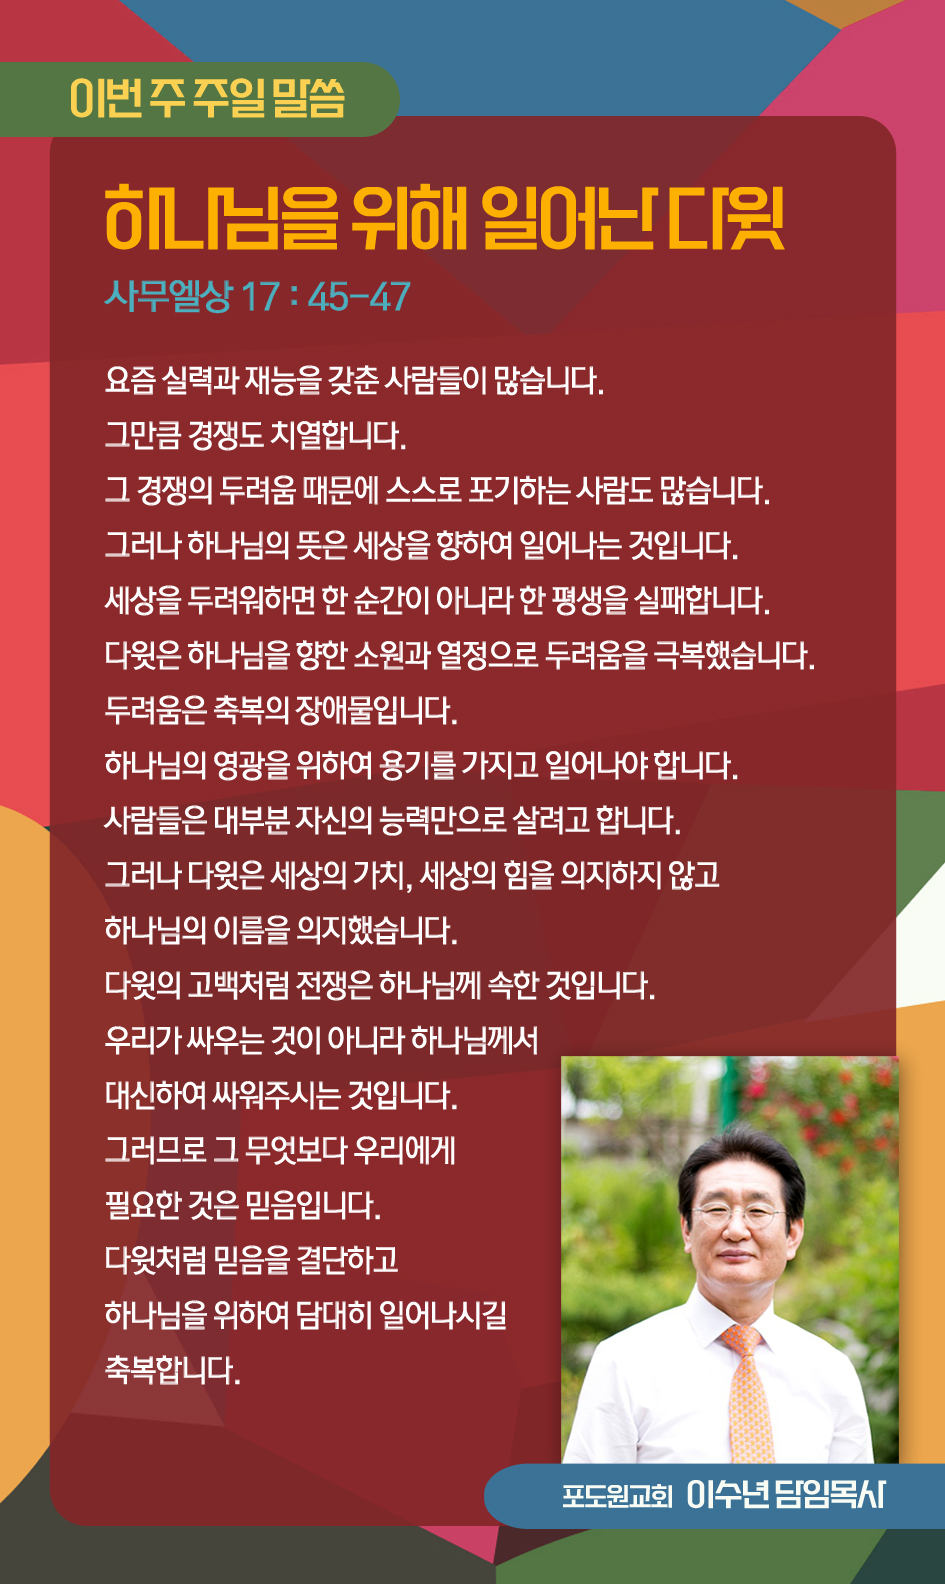 이번 주 주일 말씀
하나님을 위해 일어난 다윗
사무엘상 17 : 45-47
요즘 실력과 재능을 갖춘 사람들이 많습니다.
그만큼 경쟁도 치열합니다.
그 경쟁의 두려움 때문에 스스로 포기하는 사람도 많습니다.
그러나 하나님의 뜻은 세상을 향하여 일어나는 것입니다.
세상을 두려워하면 한 순간이 아니라 한 평생을 실패합니다.
다윗은 하나님을 향한 소원과 열정으로 두려움을 극복했습니다.
두려움은 축복의 장애물입니다.
하나님의 영광을 위하여 용기를 가지고 일어나야 합니다.
사람들은 대부분 자신의 능력만으로 살려고 합니다.
그러나 다윗은 세상의 가치, 세상의 힘을 의지하지 않고
하나님의 이름을 의지했습니다.
다윗의 고백처럼 전쟁은 하나님께 속한 것입니다.
우리가 싸우는 것이 아니라 하나님께서
대신하여 싸워주시는 것입니다.
그러므로 그 무엇보다 우리에게
필요한 것은 믿음입니다.
다윗처럼 믿음을 결단하고
하나님을 위하여 담대히 일어나시길
축복합니다.
포도원교회 이수년 담임목사